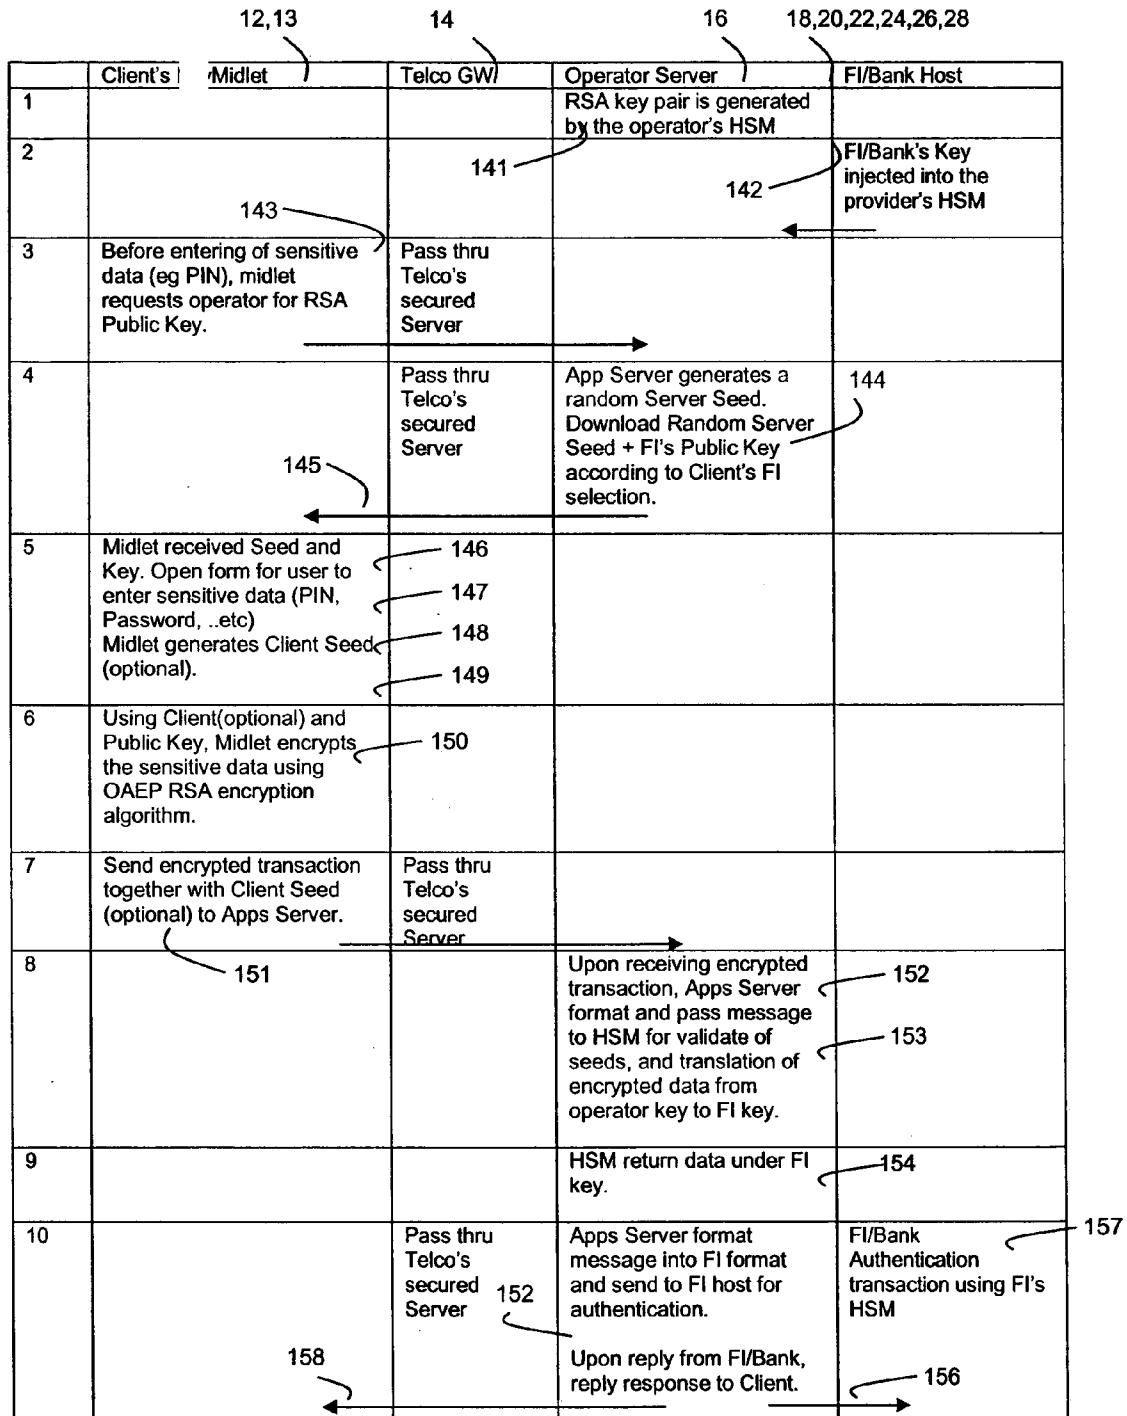 12,13
14
16
18,20,22,24,26,28
Client's
/Midlet
Telco GW
Operator Server
FI/Bank Host
1
RSA key pair is generated
by the operator's HSM
141
2
FI/Bank's Key
injected into the
provider's HSM
142
143
3
Before entering of sensitive
data (eg PIN), midlet
requests operator for RSA
Public Key.
Pass thru
Telco's
secured
Server
4
Pass thru
Telco's
secured
Server
App Server generates a
random Server Seed.
Download Random Server
Seed + FI's Public Key
according to Client's FI
selection.
144
145
5
Midlet received Seed and
Key. Open form for user to
enter sensitive data (PIN,
Password, ..etc)
Midlet generates Client Seed
(optional).
146
147
148
149
6
Using Client(optional) and
Public Key, Midlet encrypts
the sensitive data using
OAEP RSA encryption
algorithm.
150
7
Send encrypted transaction
together with Client Seed
(optional) to Apps Server.
Pass thru
Telco's
secured
Server
151
8
Upon receiving encrypted
transaction, Apps Server
format and pass message
to HSM for validate of
seeds, and translation of
encrypted data from
operator key to FI key.
152
153
9
HSM return data under FI
key.
154
10
Pass thru
Telco's
secured
Server
152
Apps Server format
message into FI format
and send to FI host for
authentication.
Upon reply from FI/Bank,
reply response to Client.
FI/Bank
Authentication
transaction using FI's
HSM
157
158
156